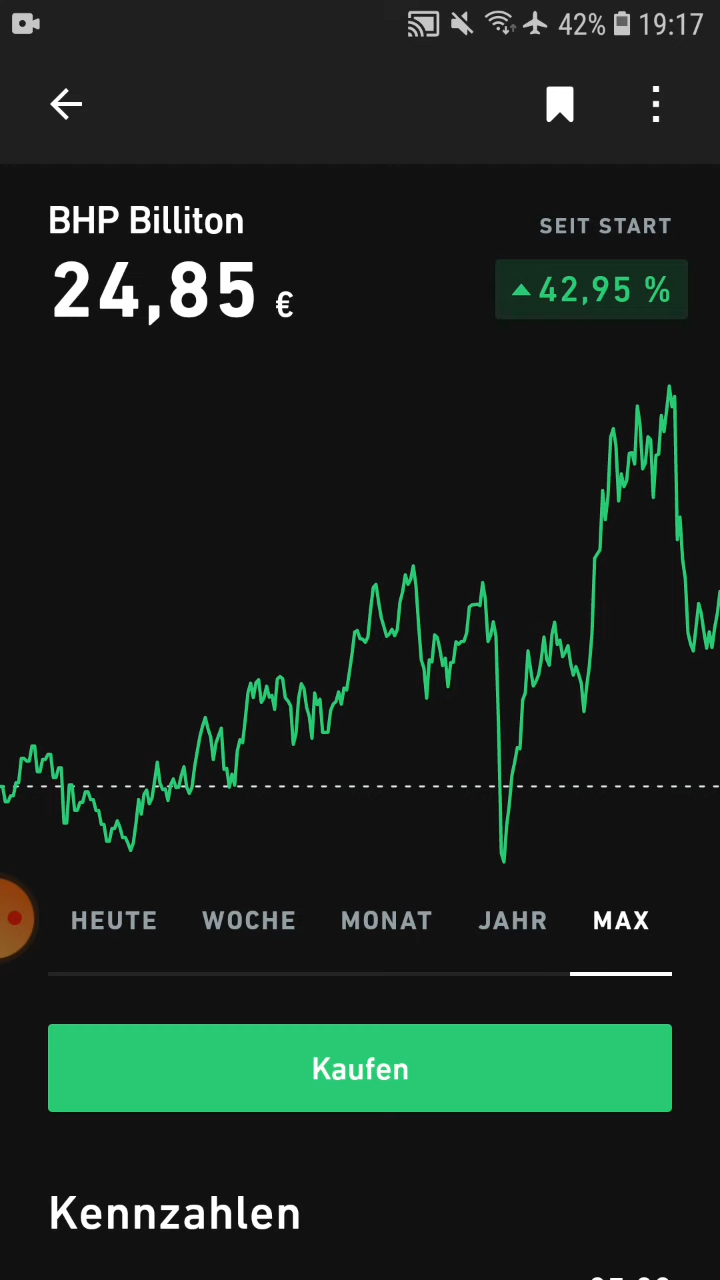 42% 19:17
BHP Billiton
SEIT START
24,85 €
42,95 %
HEUTE WOCHE MONAT JAHR MAX
Kaufen
Kennzahlen